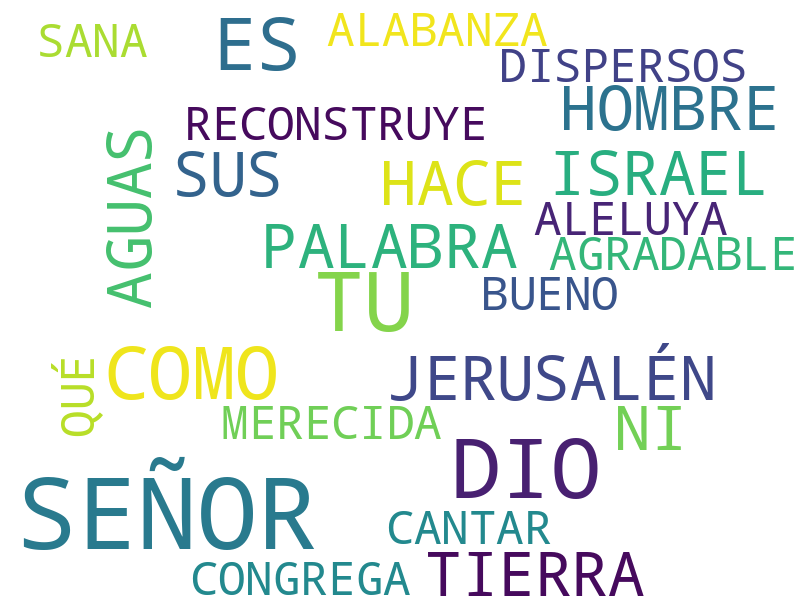 SANA
ES
ALABANZA
DISPERSOS
RECONSTRUYE
HOMBRE
AGUAS
SUS
HACE
ISRAEL
ALELUYA
PALABRA
AGRADABLE
TU
BUENO
QUÉ
COMO
JERUSALÉN
MERECIDA
NI
DIO
SEÑOR
CANTAR
CONGREGA
TIERRA